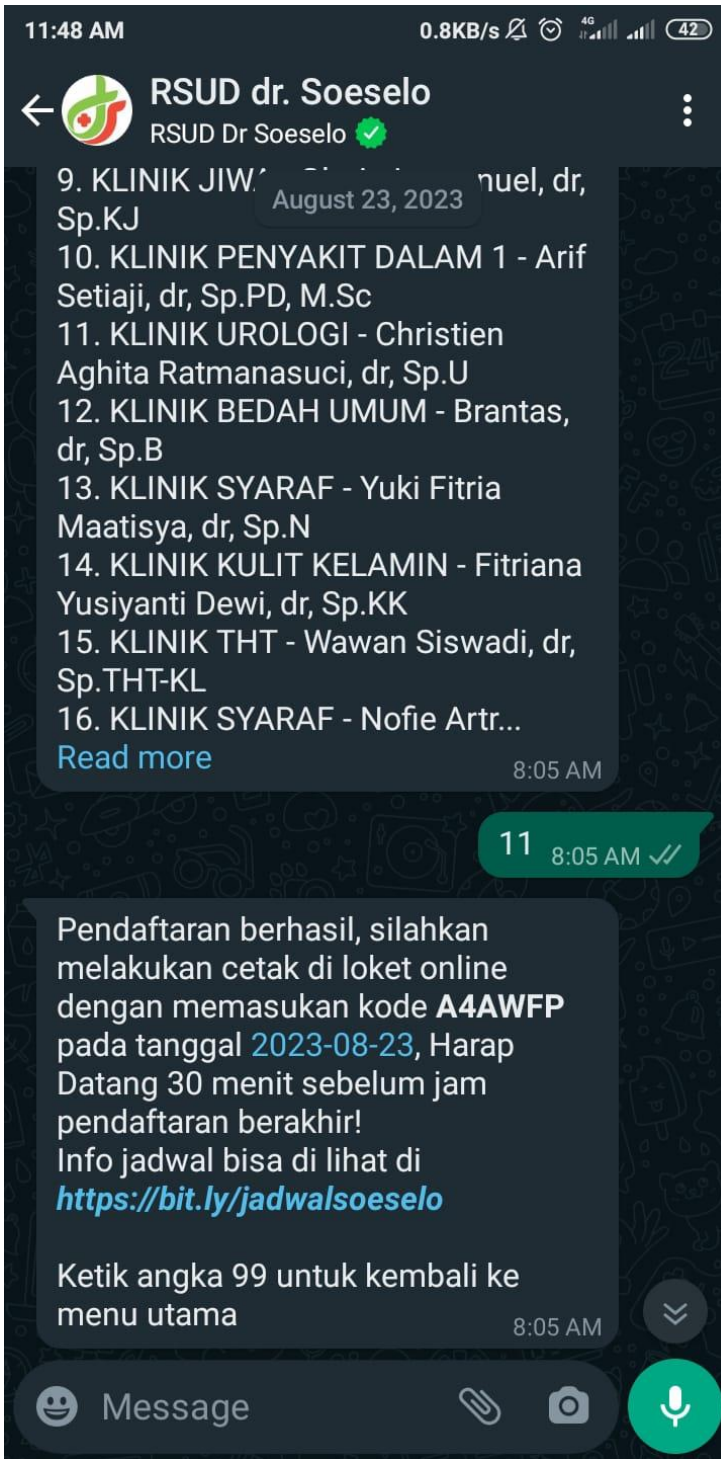 11:48 AM
0.8KB/s
4G
42
RSUD dr. Soeselo
RSUD Dr Soeselo
August 23, 2023
9. KLINIK nuel, dr,
Sp.KJ
10. KLINIK PENYAKIT DALAM 1 - Arif
Setiaji, dr, Sp.PD, M.Sc
11. KLINIK UROLOGI - Christien
Aghita Ratmanasuci, dr, Sp.U
12. KLINIK BEDAH UMUM - Brantas,
dr, Sp.B
13. KLINIK SYARAF - Yuki Fitria
Maatisya, dr, Sp.N
14. KLINIK KULIT KELAMIN - Fitriana
Yusiyanti Dewi, dr, Sp.KK
15. KLINIK THT - Wawan Siswadi, dr,
Sp.THT-KL
16. KLINIK SYARAF - Nofie Artr...
Read more
8:05 AM
11
8:05 AM
Pendaftaran berhasil, silahkan
melakukan cetak di loket online
dengan memasukan kode A4AWFP
pada tanggal 2023-08-23, Harap
Datang 30 menit sebelum jam
pendaftaran berakhir!
Info jadwal bisa di lihat di
https://bit.ly/jadwalsoeselo
Ketik angka 99 untuk kembali ke
menu utama
8:05 AM
Message